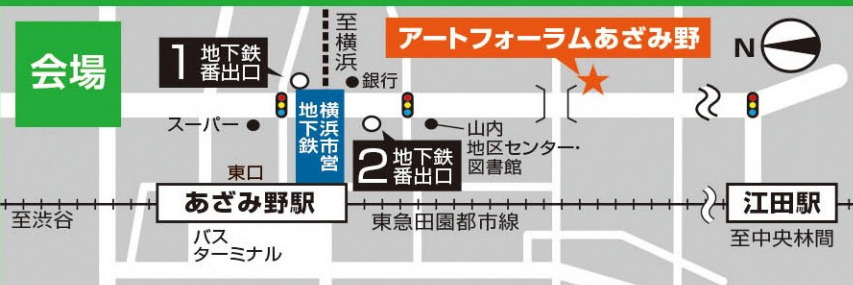 会場
1 地下鉄
番出口
至横浜
銀行
アートフォーラムあざみ野
N
スーパー
横浜市営
地下鉄
2 地下鉄
番出口
山内
地区センター・
図書館
東口
あざみ野駅
江田駅
至渋谷
東急田園都市線
至中央林間
バス
ターミナル